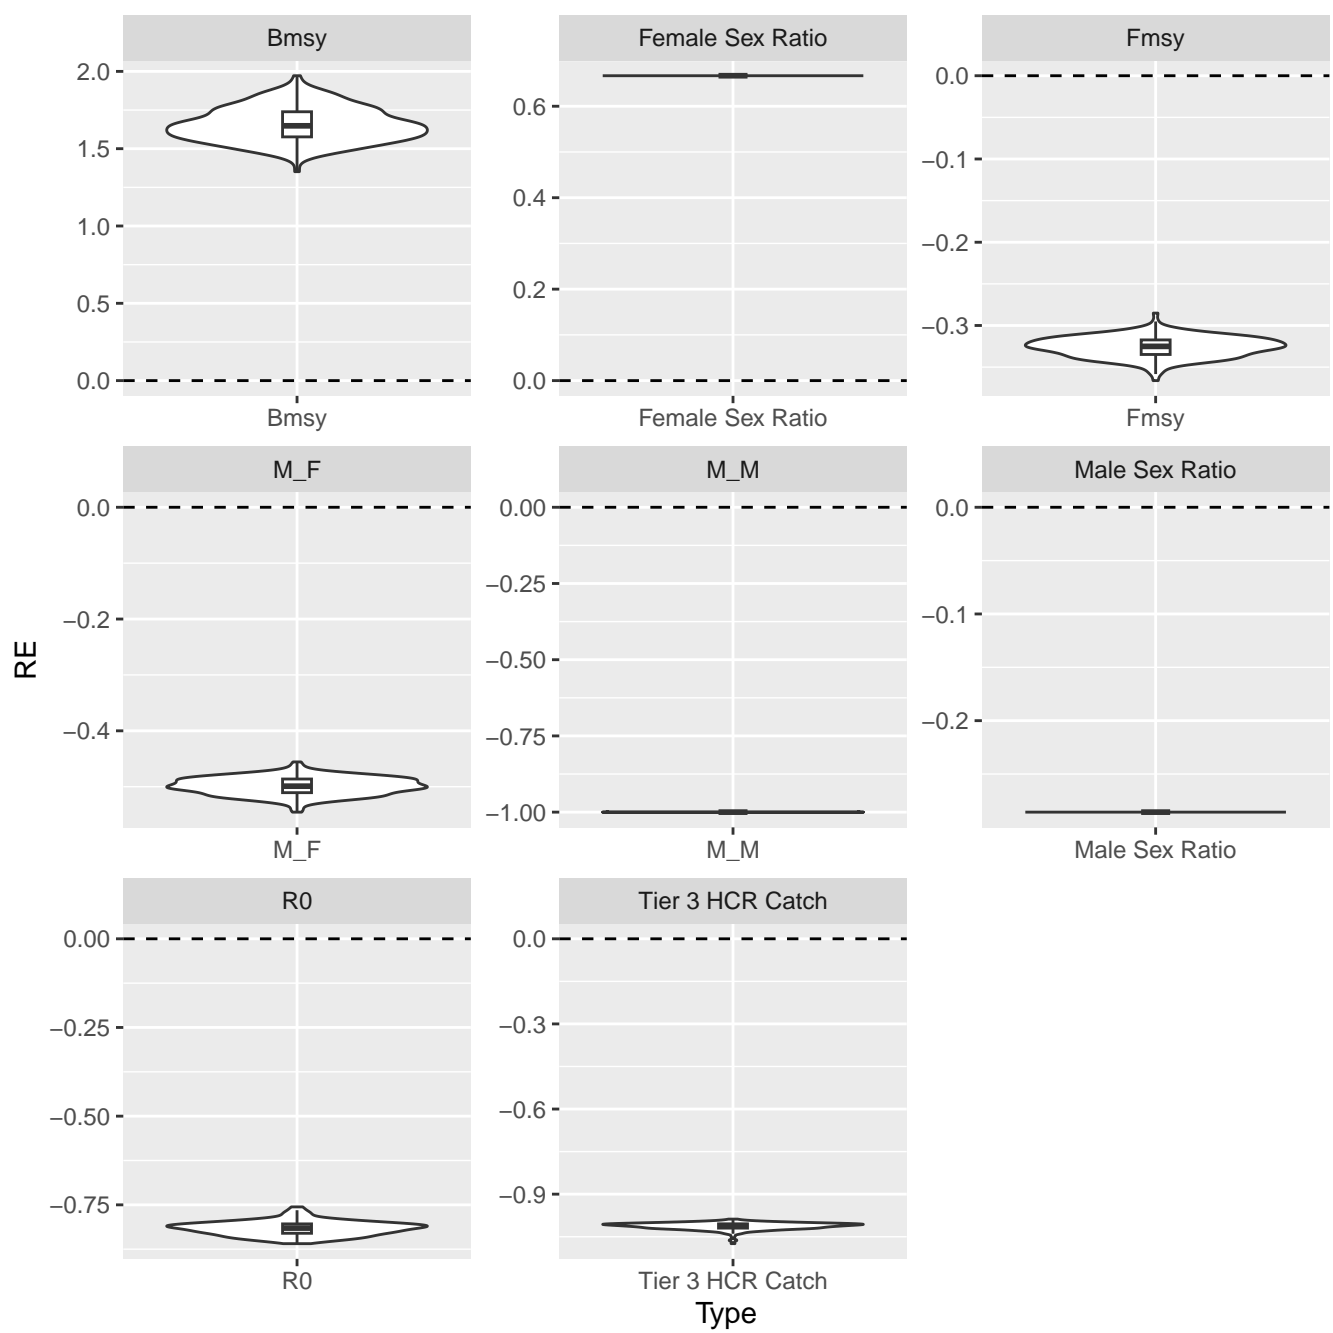 Bmsy
Female Sex Ratio
Fmsy
2.0
1.5
1.0
0.5
0.0
0.6
0.4
0.2
0.0
0.0
−0.1
−0.2
−0.3
Bmsy
Female Sex Ratio
Fmsy
M_F
M_M
Male Sex Ratio
0.0
−0.2
−0.4
0.00
−0.25
−0.50
−0.75
−1.00
0.0
−0.1
−0.2
M_F
M_M
Male Sex Ratio
RE
R0
Tier 3 HCR Catch
0.00
−0.25
−0.50
−0.75
0.0
−0.3
−0.6
−0.9
R0
Tier 3 HCR Catch
Type